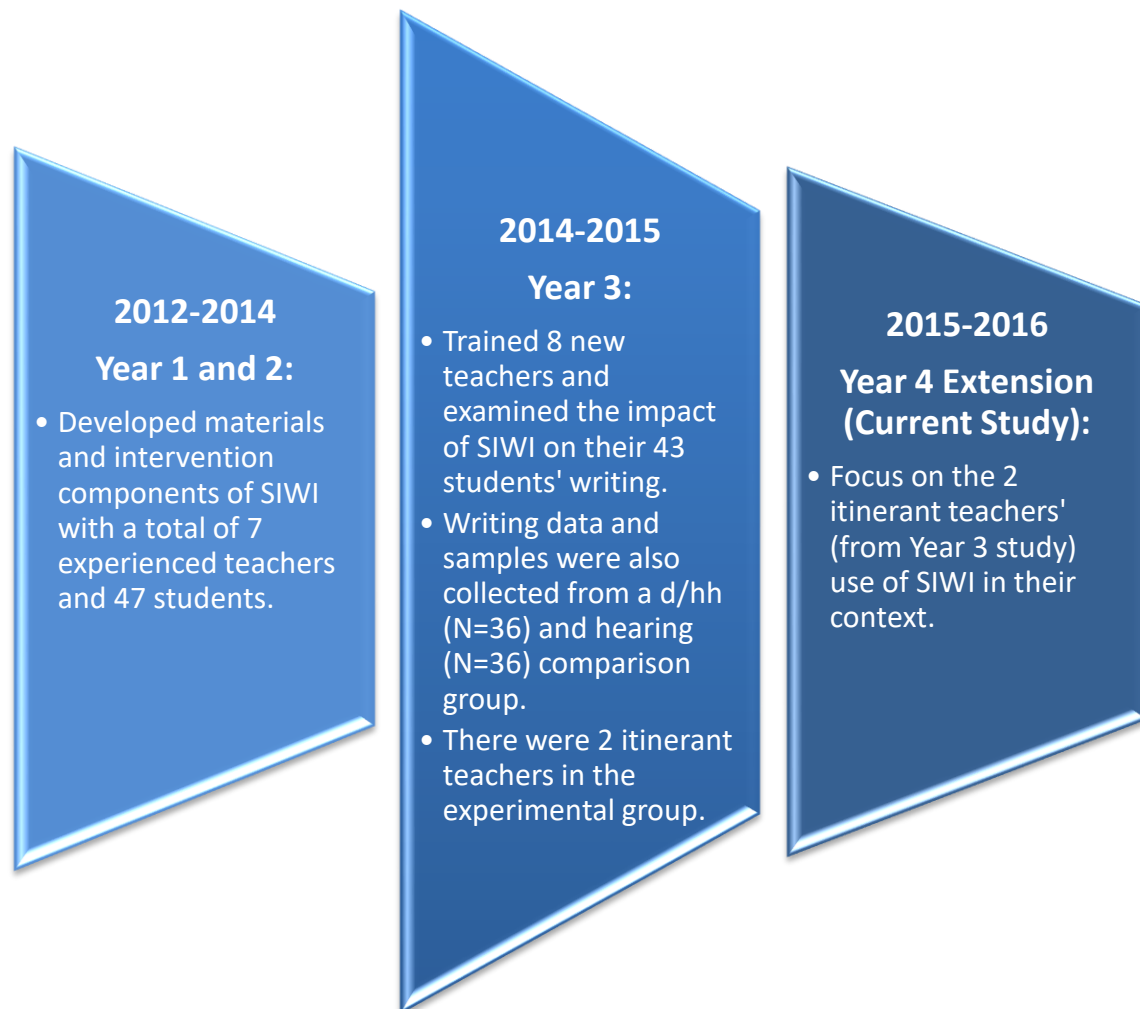 2012-2014
Year 1 and 2:
• Developed materials
and intervention
components of SIWI
with a total of 7
experienced teachers
and 47 students.
2014-2015
Year 3:
• Trained 8 new
teachers and
examined the impact
of SIWI on their 43
students' writing.
• Writing data and
samples were also
collected from a d/hh
(N=36) and hearing
(N=36) comparison
group.
• There were 2 itinerant
teachers in the
experimental group.
2015-2016
Year 4 Extension
(Current Study):
• Focus on the 2
itinerant teachers'
(from Year 3 study)
use of SIWI in their
context.